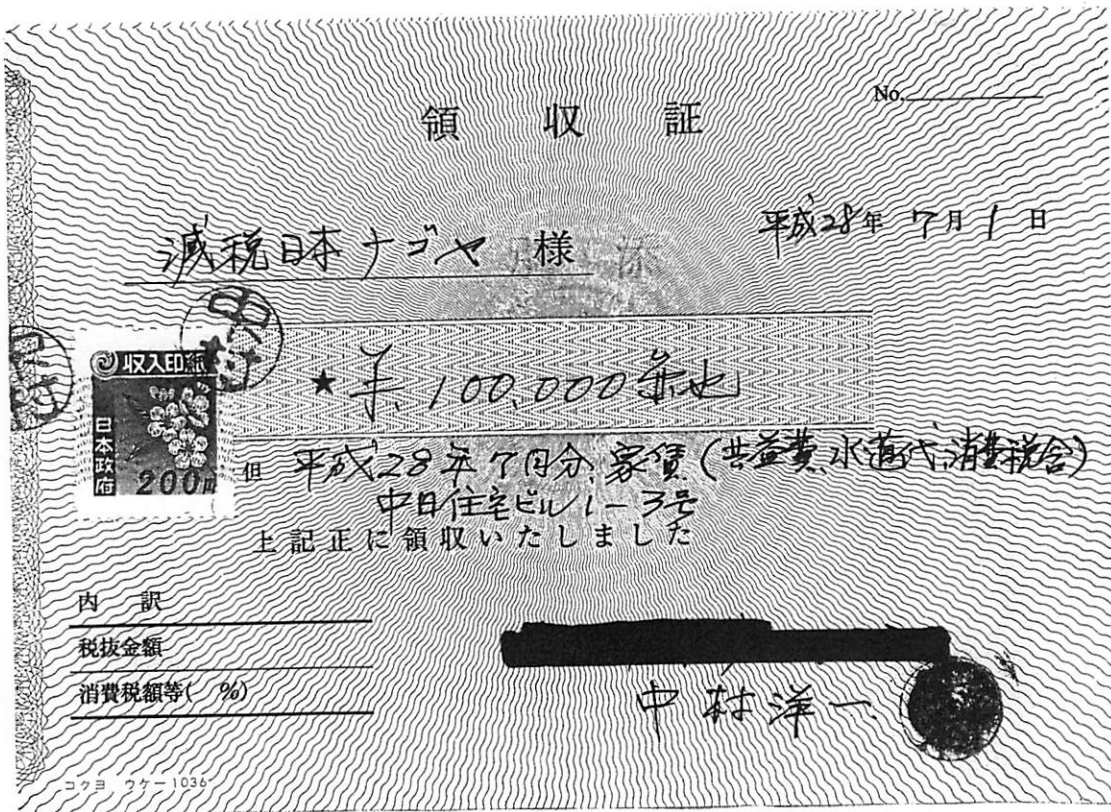 No.
領収証
平成28年 7月 1日
減税日本ナゴヤ 様
収入印紙
日本政府
200円
★ ¥.100,000 ※也
但 平成28年7月分、家賃(共益費、水道代、消費税含)
中日住宅ビル1-3号
上記正に領収いたしました
内 訳
税抜金額
消費税額等( %)
中村洋一
コクヨ ウケ-1036